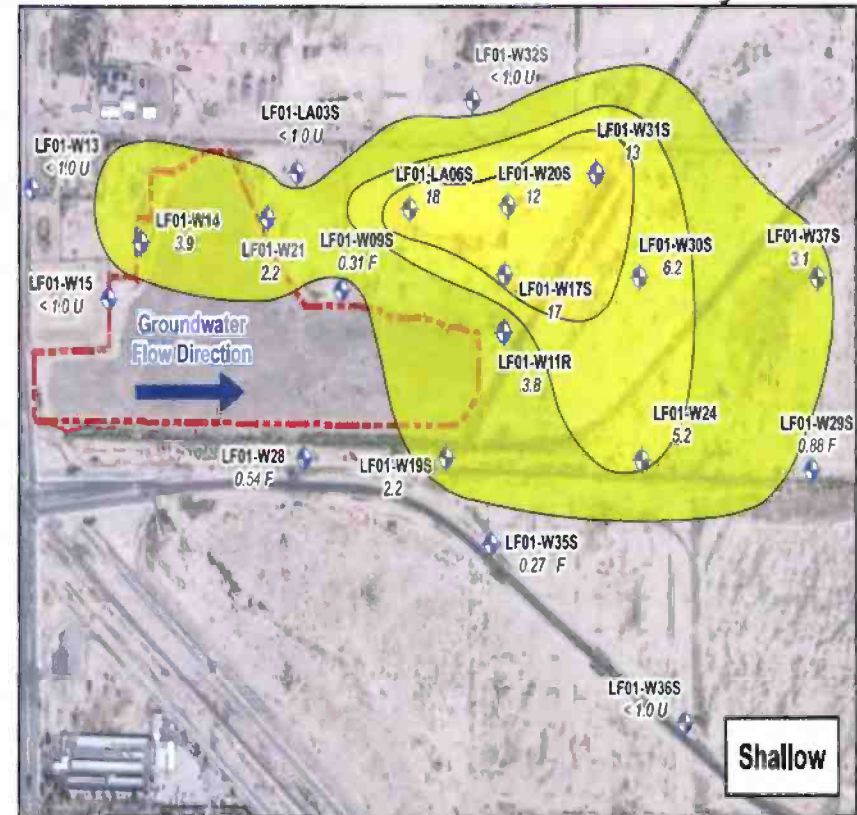 LF01-W32S
< 1.0 U
LF01-LA03S
< 1.0 U
LF01-W31S
13
LF01-W13
< 1.0 U
LF01-LA06S
18
LF01-W20S
12
LF01-W14
3.9
LF01-W21
2.2
LF01-W09S
0.31 F
LF01-W30S
6.2
LF01-W37S
3.1
LF01-W15
< 1.0 U
LF01-W17S
17
Groundwater
Flow Direction
LF01-W11R
3.8
LF01-W24
5.2
LF01-W29S
0.88 F
LF01-W28
0.54 F
LF01-W19S
2.2
LF01-W35S
0.27 F
LF01-W36S
< 1.0 U
Shallow